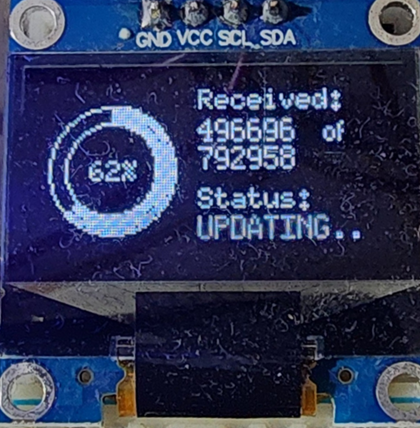 GND VCC SCL SDA
Received:
496696 of
792958
62%
Status:
UPDATING..